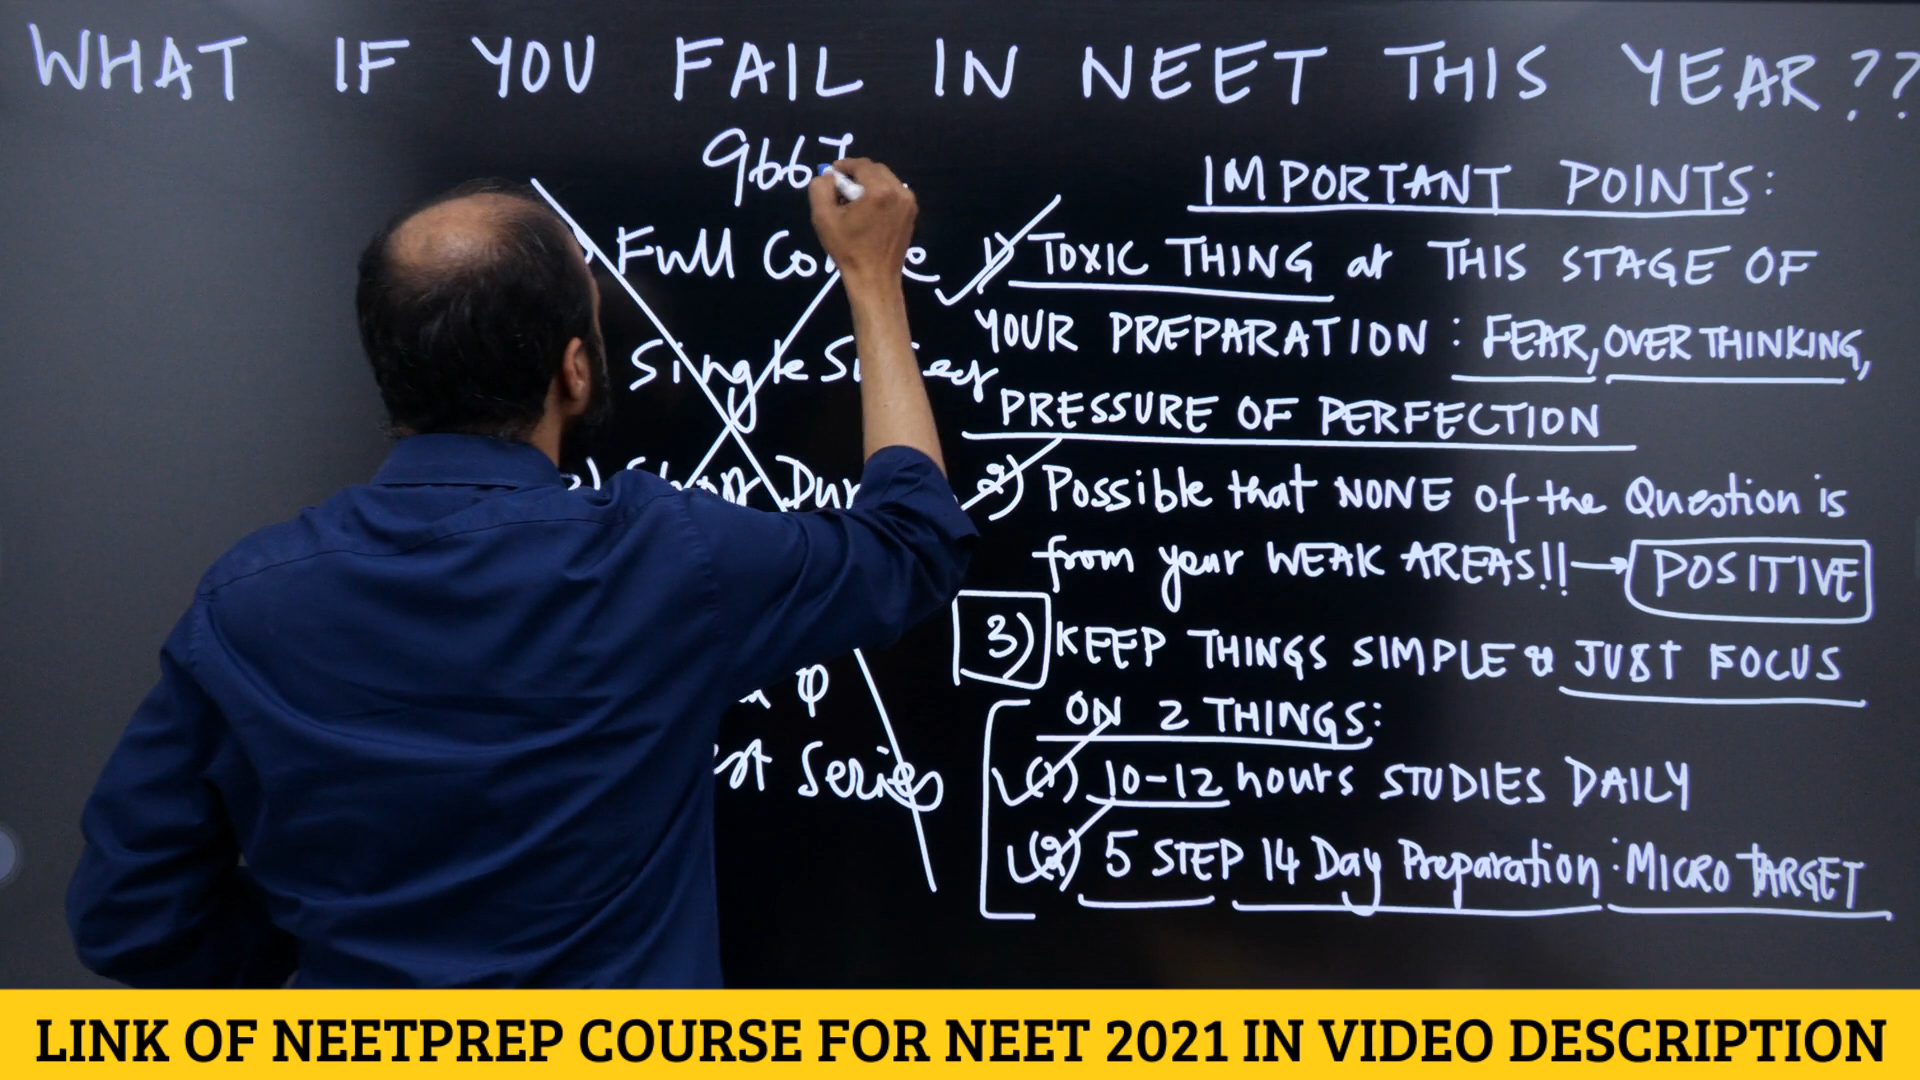 WHAT IF YOU FAIL IN NEET THIS YEAR??
9667
Full
Single
Series
IMPORTANT POINTS:
1) TOXIC THING at THIS STAGE OF
YOUR PREPARATION: FEAR, OVER THINKING,
PRESSURE OF PERFECTION
2) Possible that NONE of the Question is
from your WEAK AREAS!! → POSITIVE
3) KEEP THINGS SIMPLE & JUST FOCUS
ON 2 THINGS:
(1) 10-12 hours STUDIES DAILY
(2) 5 STEP 14 Day Preparation: MICRO TARGET
LINK OF NEETPREP COURSE FOR NEET 2021 IN VIDEO DESCRIPTION